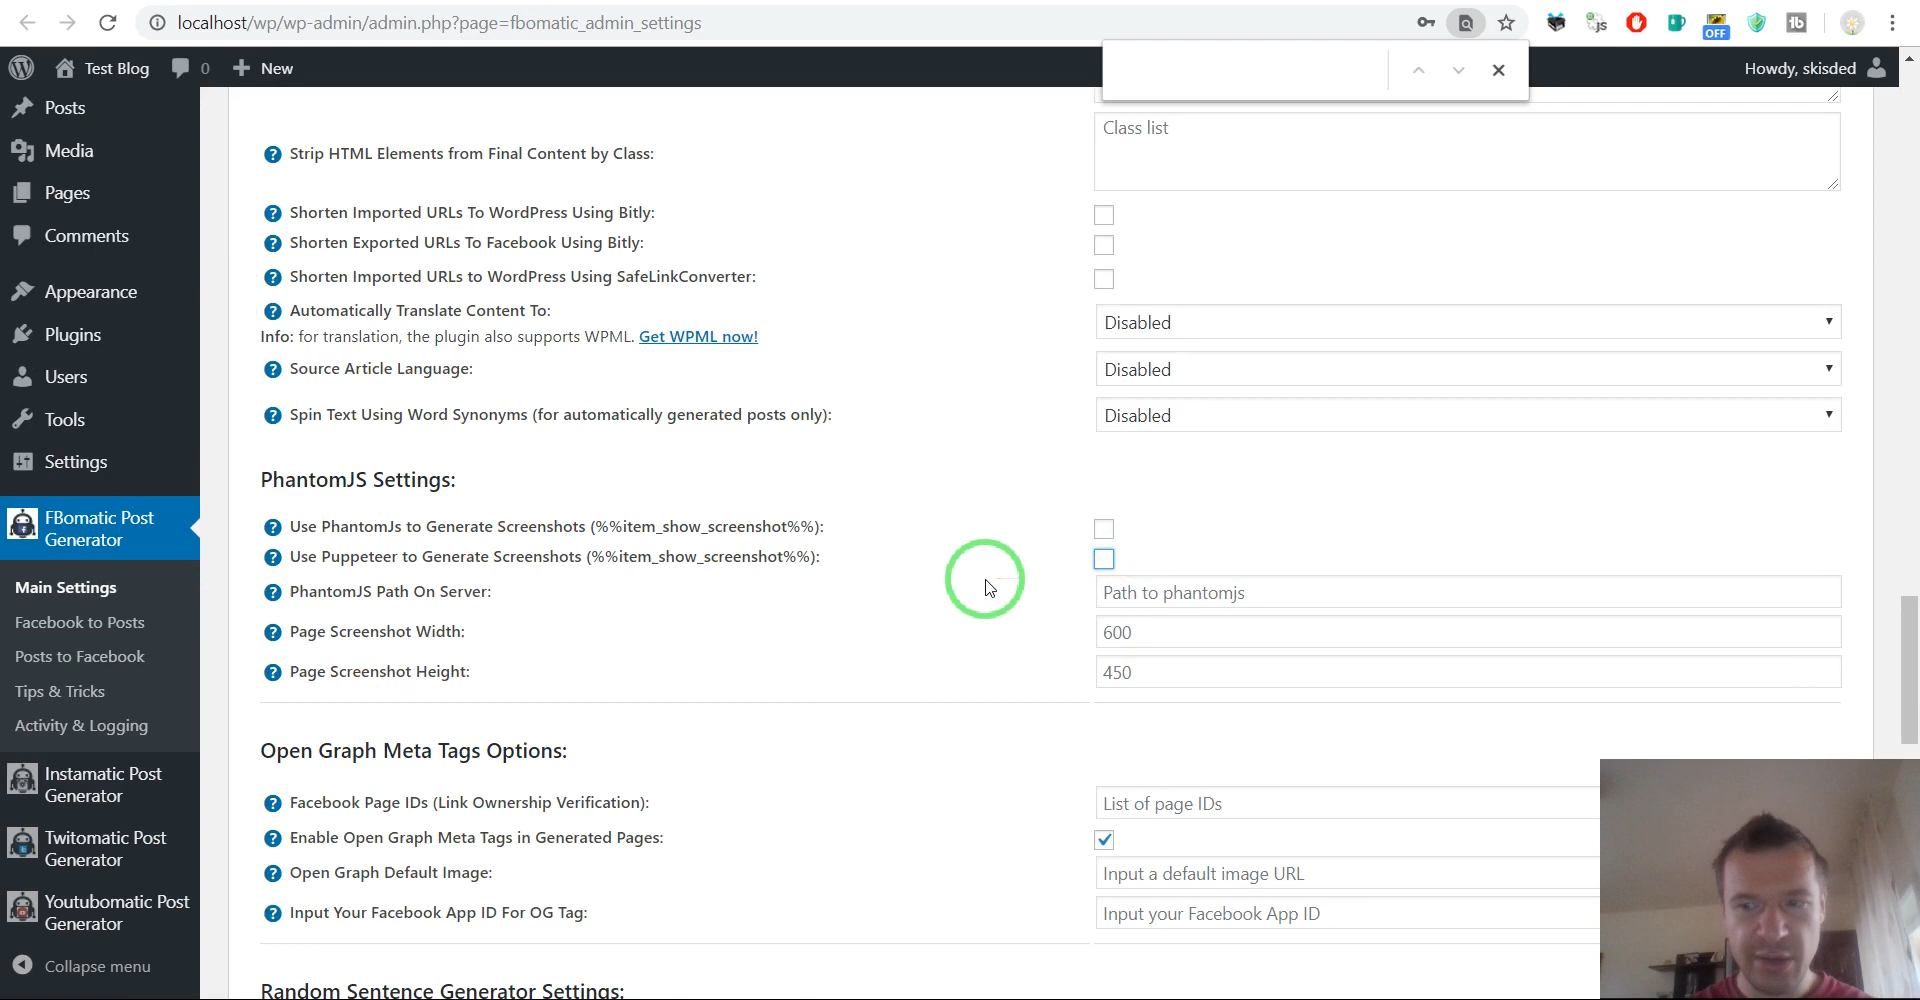 localhost/wp/wp-admin/admin.php?page=fbomatic_admin_settings
OFF
Test Blog
0
New
Howdy, skisded
Posts
Media
Pages
Comments
Appearance
Plugins
Users
Tools
Settings
FBomatic Post
Generator
Main Settings
Facebook to Posts
Posts to Facebook
Tips & Tricks
Activity & Logging
Instamatic Post
Generator
Twitomatic Post
Generator
Youtubomatic Post
Generator
Collapse menu
Class list
Strip HTML Elements from Final Content by Class:
Shorten Imported URLs To WordPress Using Bitly:
Shorten Exported URLs To Facebook Using Bitly:
Shorten Imported URLs to WordPress Using SafeLinkConverter:
Automatically Translate Content To:
Disabled
Info: for translation, the plugin also supports WPML. Get WPML now!
Source Article Language:
Disabled
Spin Text Using Word Synonyms (for automatically generated posts only):
Disabled
PhantomJS Settings:
Use PhantomJs to Generate Screenshots (%%item_show_screenshot%%):
Use Puppeteer to Generate Screenshots (%%item_show_screenshot%%):
PhantomJS Path On Server:
Path to phantomjs
Page Screenshot Width:
600
Page Screenshot Height:
450
Open Graph Meta Tags Options:
Facebook Page IDs (Link Ownership Verification):
List of page IDs
Enable Open Graph Meta Tags in Generated Pages:
Open Graph Default Image:
Input a default image URL
Input Your Facebook App ID For OG Tag:
Input your Facebook App ID
Random Sentence Generator Settings: